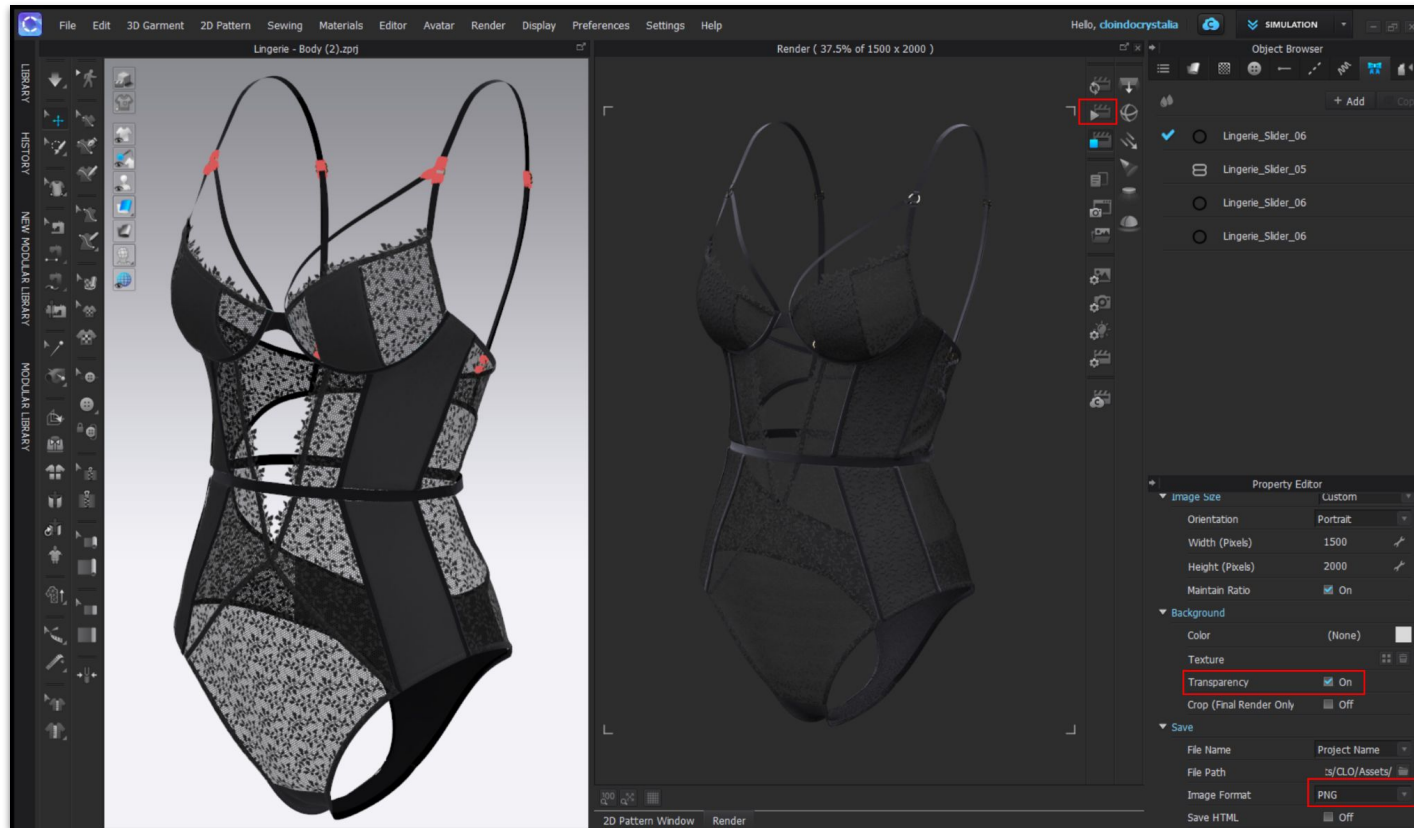 File Edit 3D Garment 2D Pattern Sewing Materials Editor Avatar Render Display Preferences Settings Help
Hello, cloindocrystalia
SIMULATION
Lingerie - Body (2).zprj
Render ( 37.5% of 1500 x 2000 )
Object Browser
LIBRARY
HISTORY
NEW MODULAR LIBRARY
MODULAR LIBRARY
+ Add
Cop
Lingerie_Slider_06
Lingerie_Slider_05
Lingerie_Slider_06
Lingerie_Slider_06
Property Editor
Image Size Custom
Orientation Portrait
Width (Pixels) 1500
Height (Pixels) 2000
Maintain Ratio On
Background
Color (None)
Texture
Transparency On
Crop (Final Render Only Off
Save
File Name Project Name
File Path :s/CLO/Assets/
Image Format PNG
Save HTML Off
100
2D Pattern Window Render